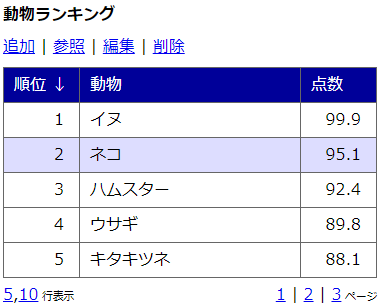 動物ランキング
追加 | 参照 | 編集 | 削除
順位 ↓ 動物 点数
1 イヌ 99.9
2 ネコ 95.1
3 ハムスター 92.4
4 ウサギ 89.8
5 キタキツネ 88.1
5,10 行表示 1 | 2 | 3 ページ